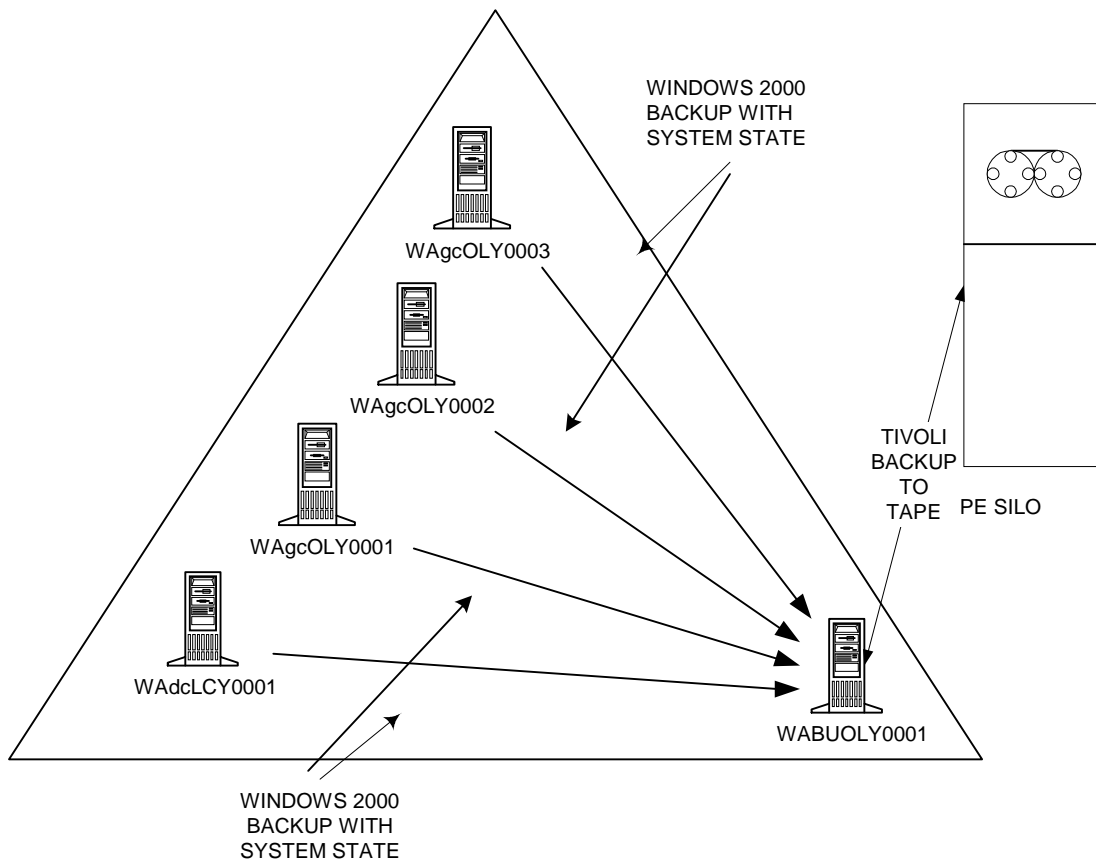 WINDOWS 2000
BACKUP WITH
SYSTEM STATE
WAgcOLY0003
WAgcOLY0002
WAgcOLY0001
WAdcLCY0001
TIVOLI
BACKUP
TO
TAPE
PE SILO
WABUOLY0001
WINDOWS 2000
BACKUP WITH
SYSTEM STATE